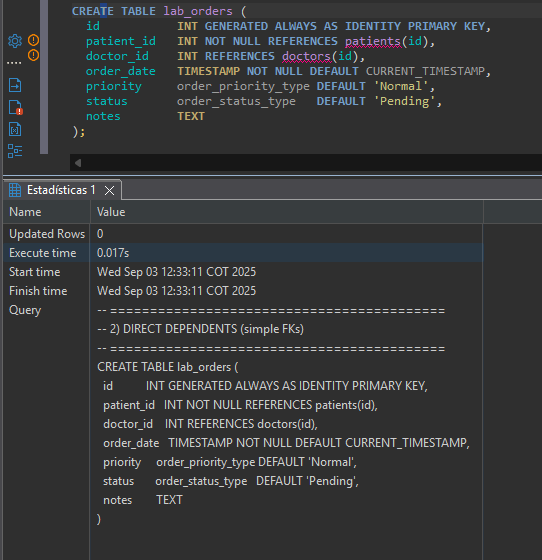 CREATE TABLE lab_orders (
id INT GENERATED ALWAYS AS IDENTITY PRIMARY KEY,
patient_id INT NOT NULL REFERENCES patients(id),
doctor_id INT REFERENCES doctors(id),
order_date TIMESTAMP NOT NULL DEFAULT CURRENT_TIMESTAMP,
priority order_priority_type DEFAULT 'Normal',
status order_status_type DEFAULT 'Pending',
notes TEXT
);
Estadísticas 1
Name Value
Updated Rows 0
Execute time 0.017s
Start time Wed Sep 03 12:33:11 COT 2025
Finish time Wed Sep 03 12:33:11 COT 2025
Query -- ==========================================
-- 2) DIRECT DEPENDENTS (simple FKs)
-- ==========================================
CREATE TABLE lab_orders (
id INT GENERATED ALWAYS AS IDENTITY PRIMARY KEY,
patient_id INT NOT NULL REFERENCES patients(id),
doctor_id INT REFERENCES doctors(id),
order_date TIMESTAMP NOT NULL DEFAULT CURRENT_TIMESTAMP,
priority order_priority_type DEFAULT 'Normal',
status order_status_type DEFAULT 'Pending',
notes TEXT
)